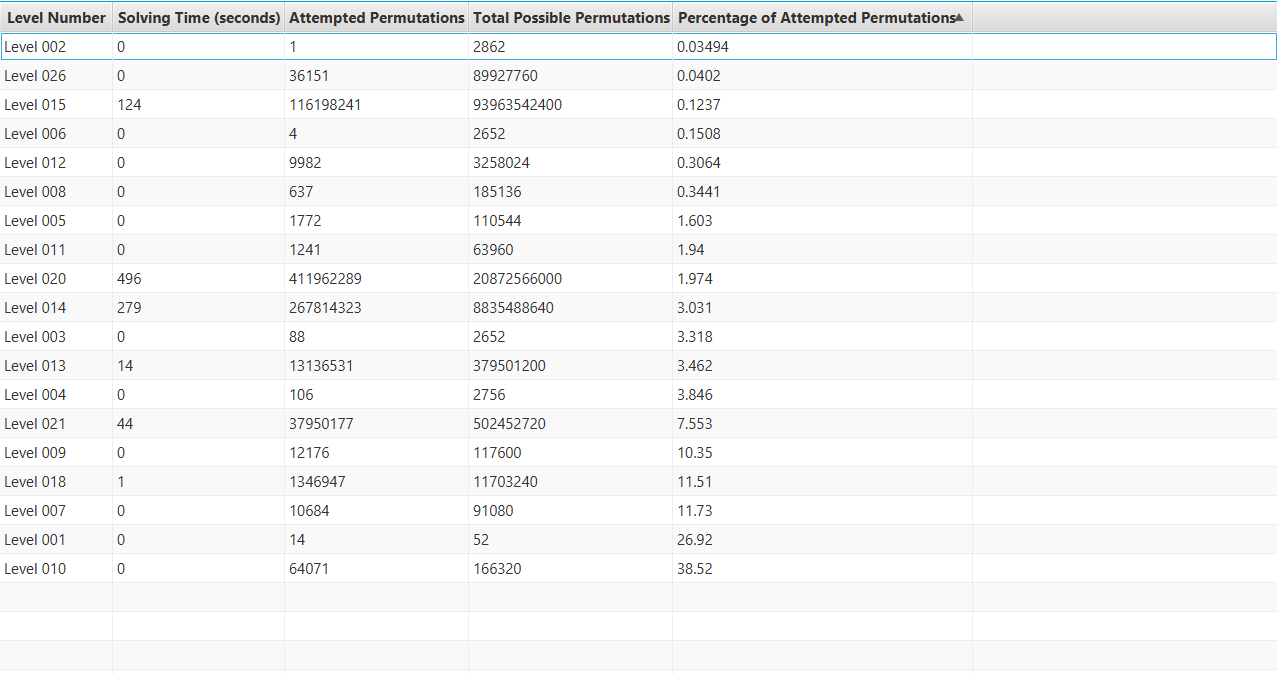 Level Number Solving Time (seconds) Attempted Permutations Total Possible Permutations Percentage of Attempted Permutations
Level 002 0 1 2862 0.03494
Level 026 0 36151 89927760 0.0402
Level 015 124 116198241 93963542400 0.1237
Level 006 0 4 2652 0.1508
Level 012 0 9982 3258024 0.3064
Level 008 0 637 185136 0.3441
Level 005 0 1772 110544 1.603
Level 011 0 1241 63960 1.94
Level 020 496 411962289 20872566000 1.974
Level 014 279 267814323 8835488640 3.031
Level 003 0 88 2652 3.318
Level 013 14 13136531 379501200 3.462
Level 004 0 106 2756 3.846
Level 021 44 37950177 502452720 7.553
Level 009 0 12176 117600 10.35
Level 018 1 1346947 11703240 11.51
Level 007 0 10684 91080 11.73
Level 001 0 14 52 26.92
Level 010 0 64071 166320 38.52